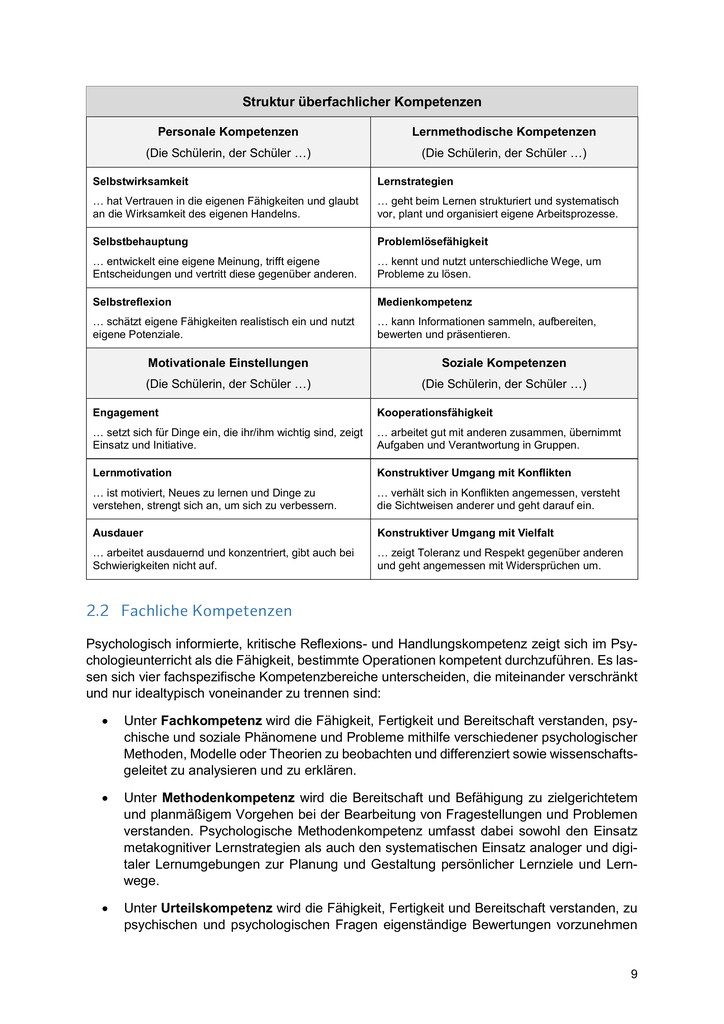 Struktur überfachlicher Kompetenzen
Personale Kompetenzen
(Die Schülerin, der Schüler …)
Lernmethodische Kompetenzen
(Die Schülerin, der Schüler …)
Selbstwirksamkeit
… hat Vertrauen in die eigenen Fähigkeiten und glaubt
an die Wirksamkeit des eigenen Handelns.
Lernstrategien
… geht beim Lernen strukturiert und systematisch
vor, plant und organisiert eigene Arbeitsprozesse.
Selbstbehauptung
… entwickelt eine eigene Meinung, trifft eigene
Entscheidungen und vertritt diese gegenüber anderen.
Problemlösefähigkeit
… kennt und nutzt unterschiedliche Wege, um
Probleme zu lösen.
Selbstreflexion
… schätzt eigene Fähigkeiten realistisch ein und nutzt
eigene Potenziale.
Medienkompetenz
… kann Informationen sammeln, aufbereiten,
bewerten und präsentieren.
Motivationale Einstellungen
(Die Schülerin, der Schüler …)
Soziale Kompetenzen
(Die Schülerin, der Schüler …)
Engagement
… setzt sich für Dinge ein, die ihr/ihm wichtig sind, zeigt
Einsatz und Initiative.
Kooperationsfähigkeit
… arbeitet gut mit anderen zusammen, übernimmt
Aufgaben und Verantwortung in Gruppen.
Lernmotivation
… ist motiviert, Neues zu lernen und Dinge zu
verstehen, strengt sich an, um sich zu verbessern.
Konstruktiver Umgang mit Konflikten
… verhält sich in Konflikten angemessen, versteht
die Sichtweisen anderer und geht darauf ein.
Ausdauer
… arbeitet ausdauernd und konzentriert, gibt auch bei
Schwierigkeiten nicht auf.
Konstruktiver Umgang mit Vielfalt
… zeigt Toleranz und Respekt gegenüber anderen
und geht angemessen mit Widersprüchen um.
2.2 Fachliche Kompetenzen
Psychologisch informierte, kritische Reflexions- und Handlungskompetenz zeigt sich im Psy-
chologieunterricht als die Fähigkeit, bestimmte Operationen kompetent durchzuführen. Es las-
sen sich vier fachspezifische Kompetenzbereiche unterscheiden, die miteinander verschränkt
und nur idealtypisch voneinander zu trennen sind:
• Unter Fachkompetenz wird die Fähigkeit, Fertigkeit und Bereitschaft verstanden, psy-
chische und soziale Phänomene und Probleme mithilfe verschiedener psychologischer
Methoden, Modelle oder Theorien zu beobachten und differenziert sowie wissenschafts-
geleitet zu analysieren und zu erklären.
• Unter Methodenkompetenz wird die Bereitschaft und Befähigung zu zielgerichtetem
und planmäßigem Vorgehen bei der Bearbeitung von Fragestellungen und Problemen
verstanden. Psychologische Methodenkompetenz umfasst dabei sowohl den Einsatz
metakognitiver Lernstrategien als auch den systematischen Einsatz analoger und digi-
taler Lernumgebungen zur Planung und Gestaltung persönlicher Lernziele und Lern-
wege.
• Unter Urteilskompetenz wird die Fähigkeit, Fertigkeit und Bereitschaft verstanden, zu
psychischen und psychologischen Fragen eigenständige Bewertungen vorzunehmen
9